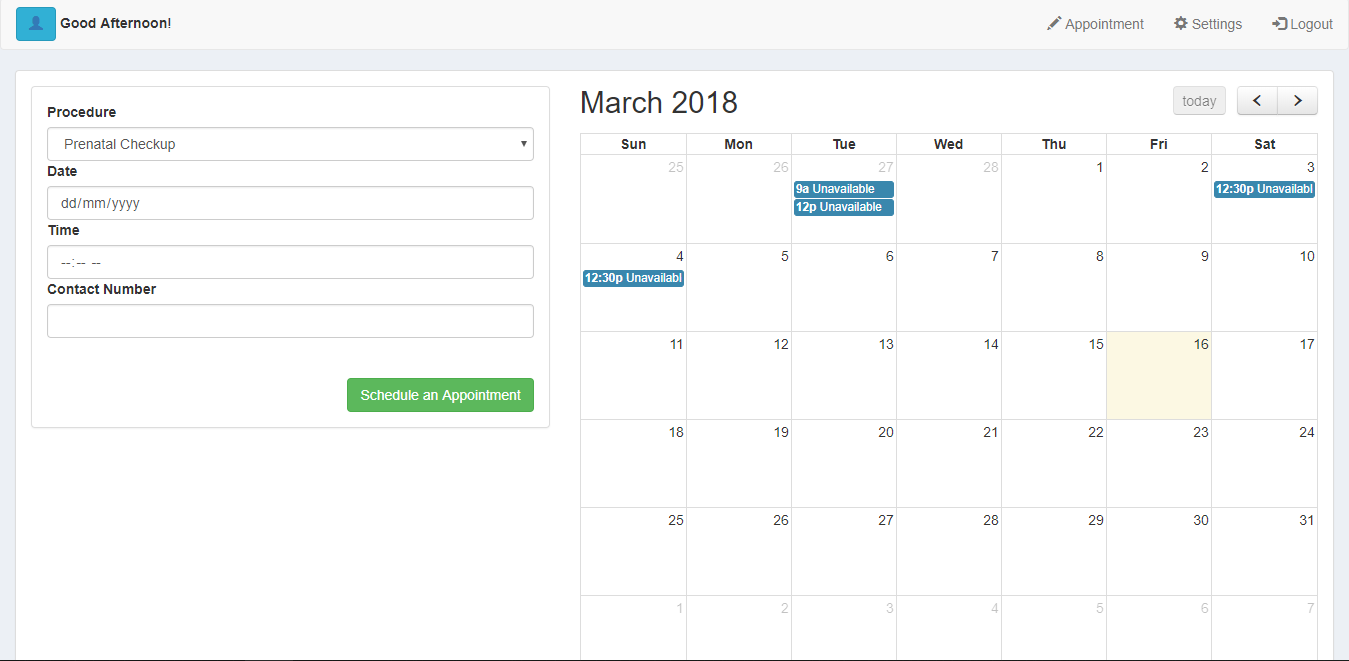 Good Afternoon!
Appointment Settings Logout
Procedure
Prenatal Checkup
Date
dd/mm/yyyy
Time
--:-- --
Contact Number
Schedule an Appointment
March 2018
today
Sun Mon Tue Wed Thu Fri Sat
25 26 27 28 1 2 3
9a Unavailable
12p Unavailable
12:30p Unavailabl
4 5 6 7 8 9 10
12:30p Unavailabl
11 12 13 14 15 16 17
18 19 20 21 22 23 24
25 26 27 28 29 30 31
1 2 3 4 5 6 7